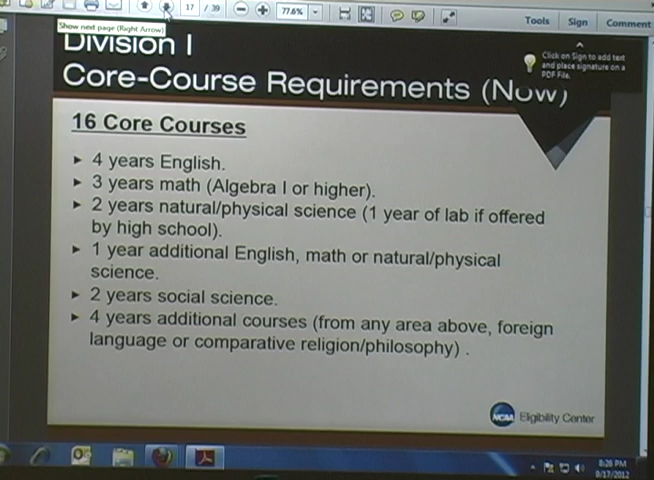 17 / 39
77.6%
Tools Sign Comment
Show next page (Right Arrow)
Click on Sign to add text
and place signature on a
PDF File.
Division I
Core-Course Requirements (Now)
16 Core Courses
► 4 years English.
► 3 years math (Algebra I or higher).
► 2 years natural/physical science (1 year of lab if offered
by high school).
► 1 year additional English, math or natural/physical
science.
► 2 years social science.
► 4 years additional courses (from any area above, foreign
language or comparative religion/philosophy) .
NCAA Eligibility Center
8:26 PM
9/17/2012